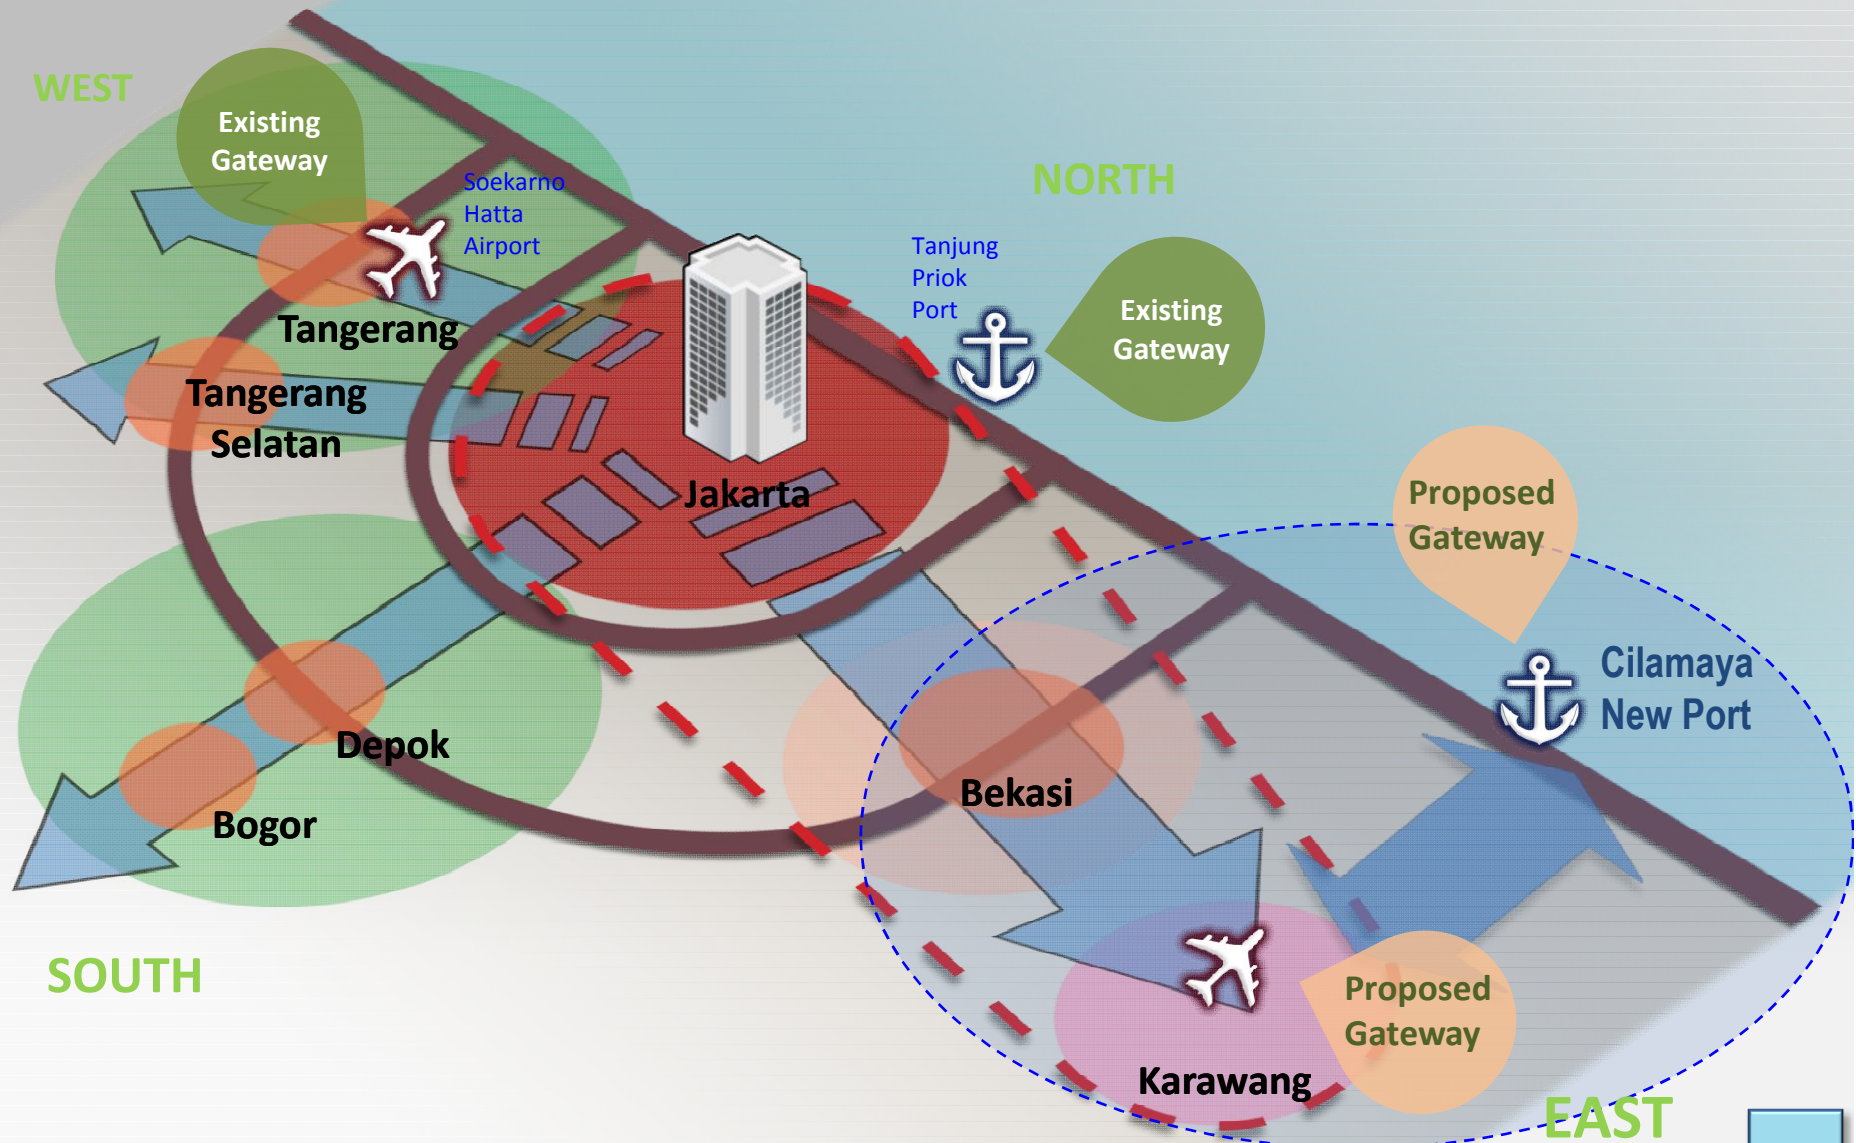 WEST
Existing
Gateway
Soekarno
Hatta
Airport
NORTH
Tanjung
Priok
Port
Existing
Gateway
Tangerang
Tangerang
Selatan
Jakarta
Proposed
Gateway
Cilamaya
New Port
Depok
Bekasi
Bogor
SOUTH
Proposed
Gateway
Karawang
EAST